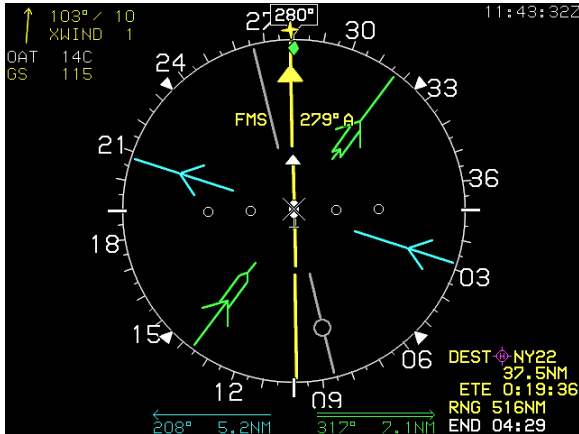 103°/ 10
XWIND 1
OAT 14C
GS 115
280°
11:43:32Z
27
30
24
33
FMS 279° A
21
36
18
03
15
06
12
09
DEST H NY22
37.5NM
ETE 0:19:36
RNG 516NM
END 04:29
208° 5.2NM
317° 7.1NM